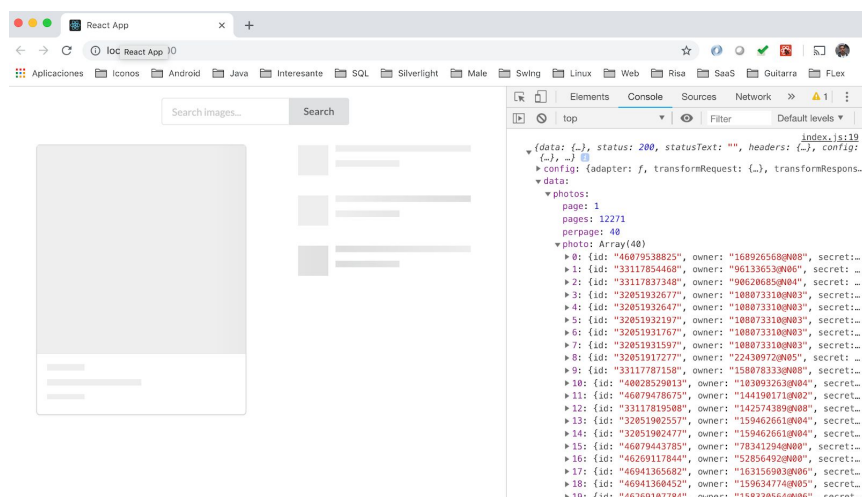 React App
React App
Aplicaciones Iconos Android Java Interesante SQL Silverlight Male Swing Linux Web Risa SaaS Guitarra FLex
Search images...
Search
Elements Console Sources Network » 1
top Filter Default levels ▼
index.js:19
▼ {data: {…}, status: 200, statusText: "", headers: {…}, config:
{…}, …}
▶ config: {adapter: ƒ, transformRequest: {…}, transformRespons…
▼ data:
▼ photos:
page: 1
pages: 12271
perpage: 40
▼ photo: Array(40)
▶ 0: {id: "46079538825", owner: "168926568@N08", secret:…
▶ 1: {id: "33117854468", owner: "96133653@N06", secret: …
▶ 2: {id: "33117837348", owner: "90620685@N04", secret: …
▶ 3: {id: "32051932677", owner: "108073310@N03", secret:…
▶ 4: {id: "32051932647", owner: "108073310@N03", secret:…
▶ 5: {id: "32051932197", owner: "108073310@N03", secret:…
▶ 6: {id: "32051931767", owner: "108073310@N03", secret:…
▶ 7: {id: "32051931597", owner: "108073310@N03", secret:…
▶ 8: {id: "32051917277", owner: "22430972@N05", secret: …
▶ 9: {id: "33117787158", owner: "158078333@N08", secret:…
▶ 10: {id: "40028529013", owner: "103093263@N04", secret…
▶ 11: {id: "46079478675", owner: "144190171@N02", secret…
▶ 12: {id: "33117819508", owner: "142574389@N08", secret…
▶ 13: {id: "32051902557", owner: "159462661@N04", secret…
▶ 14: {id: "32051902477", owner: "159462661@N04", secret…
▶ 15: {id: "46079443785", owner: "78341294@N00", secret:…
▶ 16: {id: "46269117844", owner: "52856492@N00", secret:…
▶ 17: {id: "46941365682", owner: "163156903@N06", secret…
▶ 18: {id: "46941360452", owner: "159634774@N05", secret…